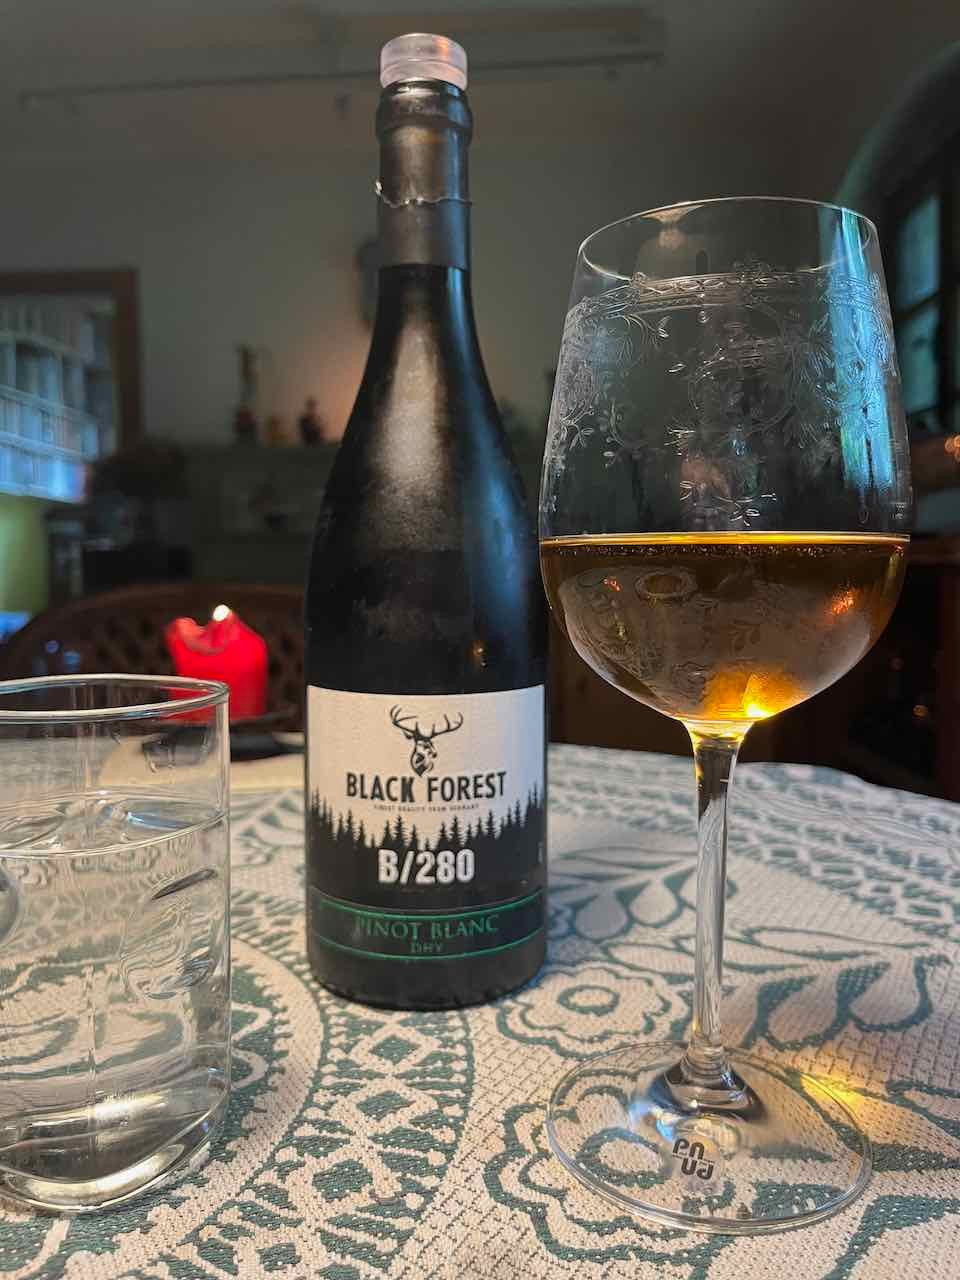 BLACK FOREST
FINEST QUALITY FROM GERMANY
B/280
PINOT BLANC
DRY